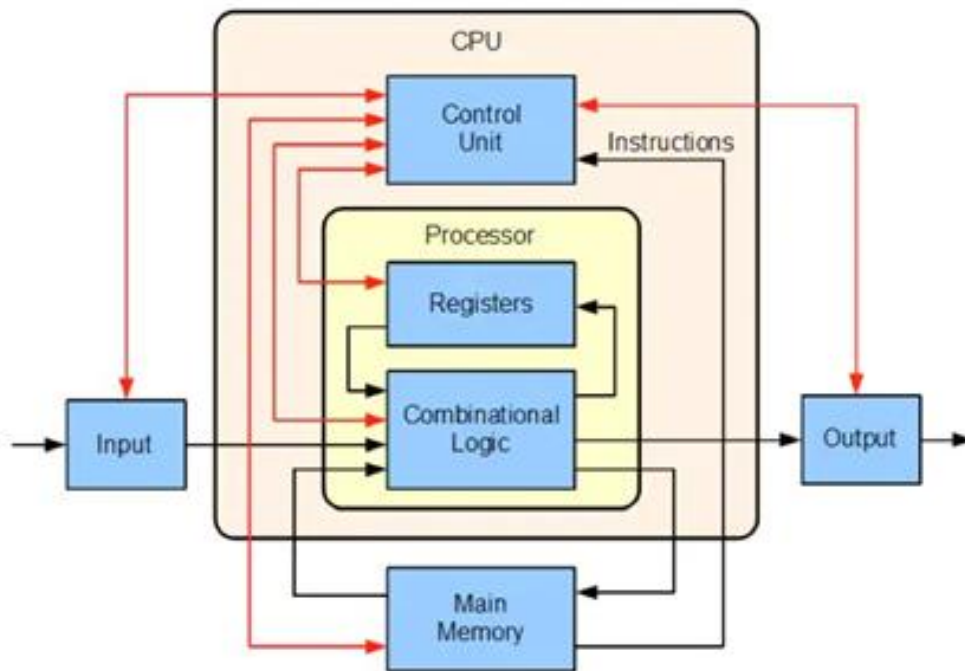 CPU
Control
Unit
Instructions
Processor
Registers
Combinational
Logic
Input
Output
Main
Memory